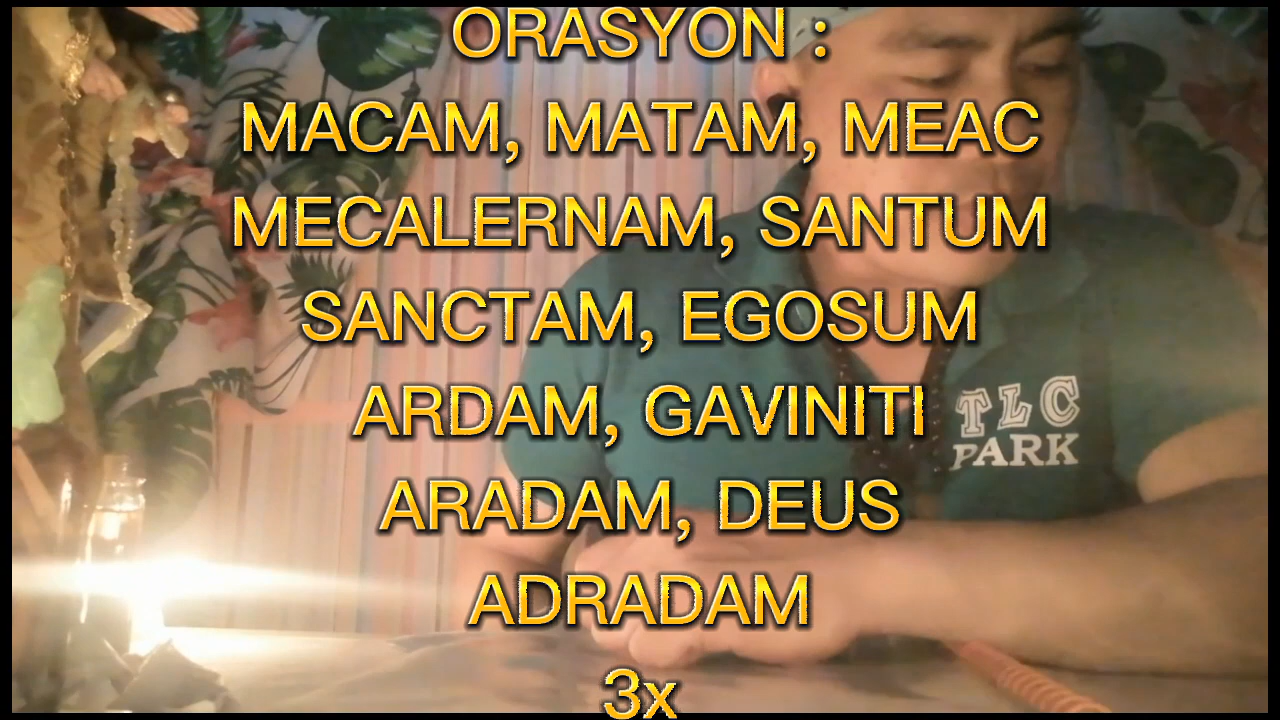 ORASYON :
MACAM, MATAM, MEAC
MECALERNAM, SANTUM
SANCTAM, EGOSUM
ARDAM, GAVINITI
ARADAM, DEUS
ADRADAM
3x
TLC
PARK